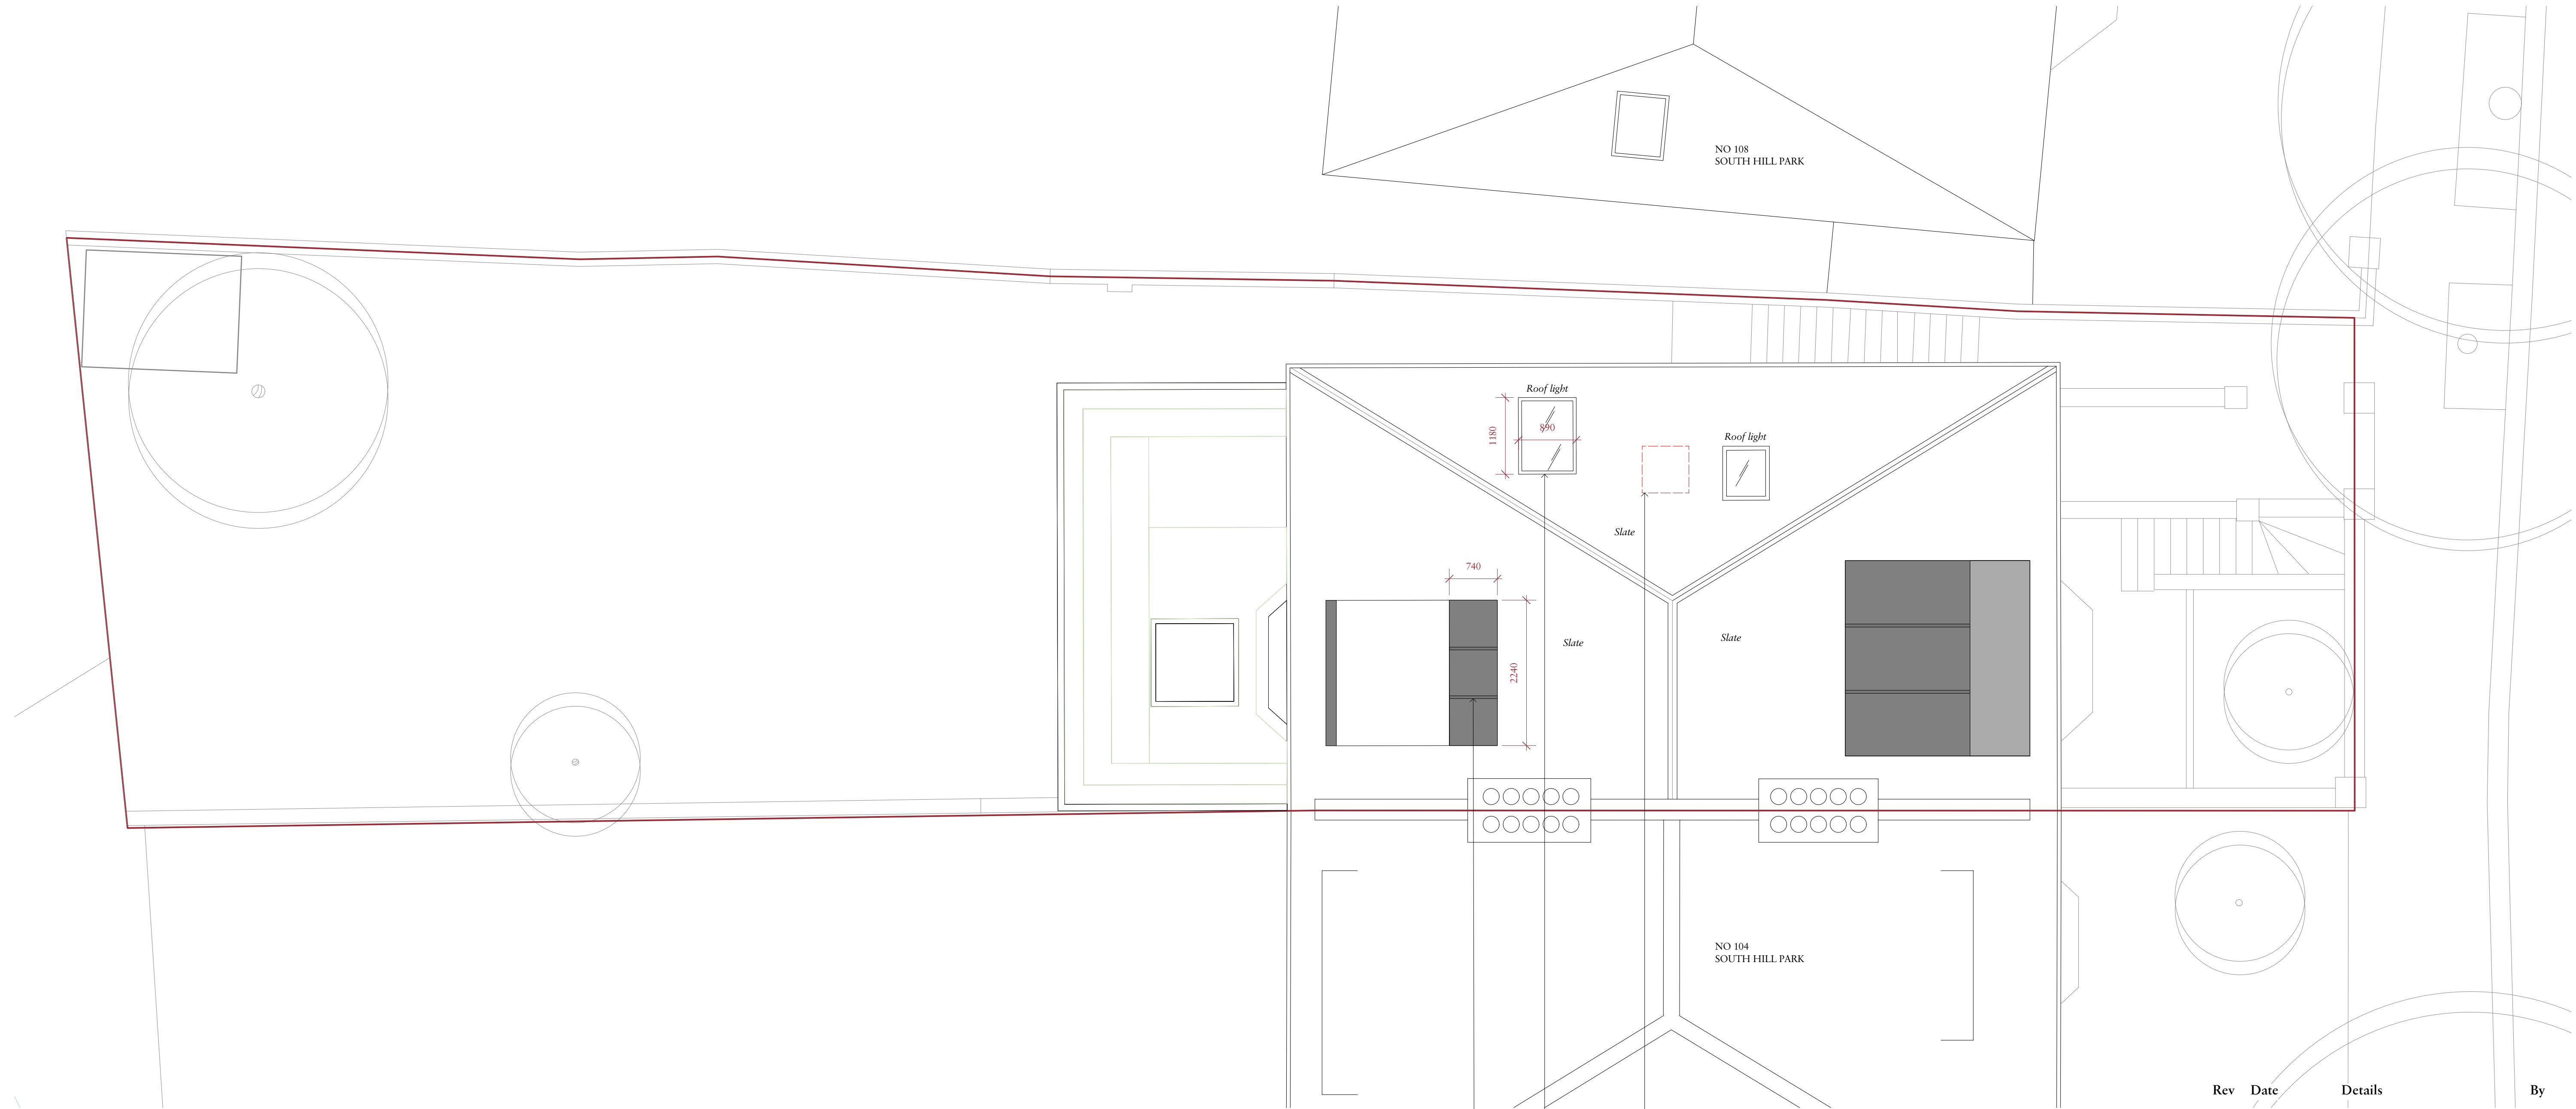 NO 108
SOUTH HILL PARK
Roof light
1180
890
Roof light
Slate
740
Slate
Slate
2240
NO 104
SOUTH HILL PARK
Rev Date Details By